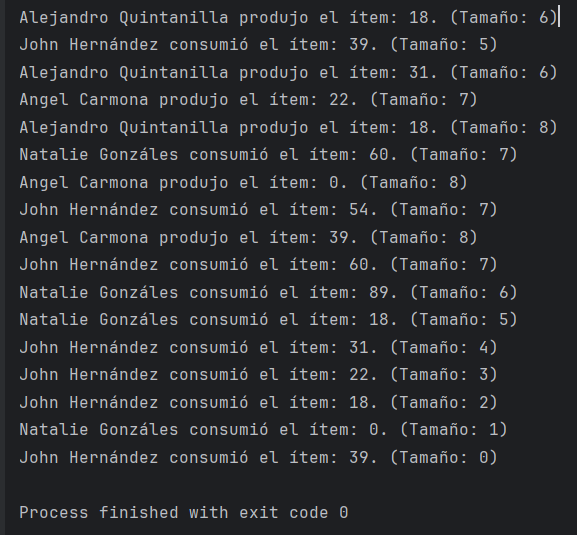 Alejandro Quintanilla produjo el ítem: 18. (Tamaño: 6)
John Hernández consumió el ítem: 39. (Tamaño: 5)
Alejandro Quintanilla produjo el ítem: 31. (Tamaño: 6)
Angel Carmona produjo el ítem: 22. (Tamaño: 7)
Alejandro Quintanilla produjo el ítem: 18. (Tamaño: 8)
Natalie Gonzáles consumió el ítem: 60. (Tamaño: 7)
Angel Carmona produjo el ítem: 0. (Tamaño: 8)
John Hernández consumió el ítem: 54. (Tamaño: 7)
Angel Carmona produjo el ítem: 39. (Tamaño: 8)
John Hernández consumió el ítem: 60. (Tamaño: 7)
Natalie Gonzáles consumió el ítem: 89. (Tamaño: 6)
Natalie Gonzáles consumió el ítem: 18. (Tamaño: 5)
John Hernández consumió el ítem: 31. (Tamaño: 4)
John Hernández consumió el ítem: 22. (Tamaño: 3)
John Hernández consumió el ítem: 18. (Tamaño: 2)
Natalie Gonzáles consumió el ítem: 0. (Tamaño: 1)
John Hernández consumió el ítem: 39. (Tamaño: 0)
Process finished with exit code 0